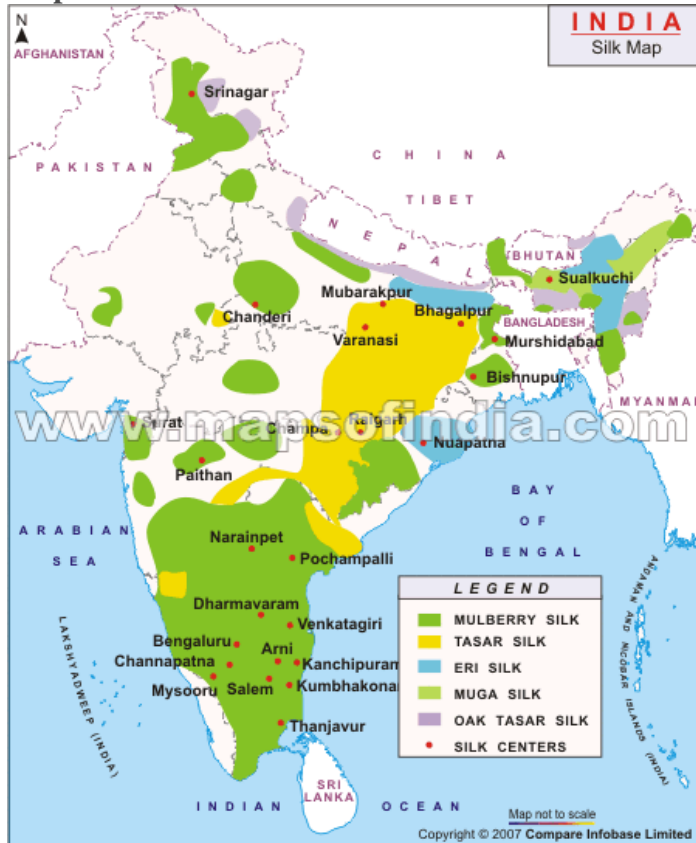 N
INDIA
Silk Map
AFGHANISTAN
Srinagar
PAKISTAN
CHINA
TIBET
NEPAL
BHUTAN
Sualkuchi
Mubarakpur
Bhagalpur
Chanderi
Varanasi
BANGLADESH
Murshidabad
Bishnupur
MYANMAR
www.mapsofindia.com
Surat
Champa
Raigarh
Nuapatna
Paithan
BAY
OF
BENGAL
ARABIAN
SEA
Narainpet
Pochampalli
Dharmavaram
Venkatagiri
Bengaluru
Arni
Channapatna
Kanchipuram
Mysooru
Salem
Kumbhakonar
Thanjavur
LAKSHYADWEEP (INDIA)
ANDAMAN AND NICOBAR ISLANDS (INDIA)
LEGEND
MULBERRY SILK
TASAR SILK
ERI SILK
MUGA SILK
OAK TASAR SILK
SILK CENTERS
SRI
LANKA
INDIAN OCEAN
Map not to scale
Copyright © 2007 Compare Infobase Limited